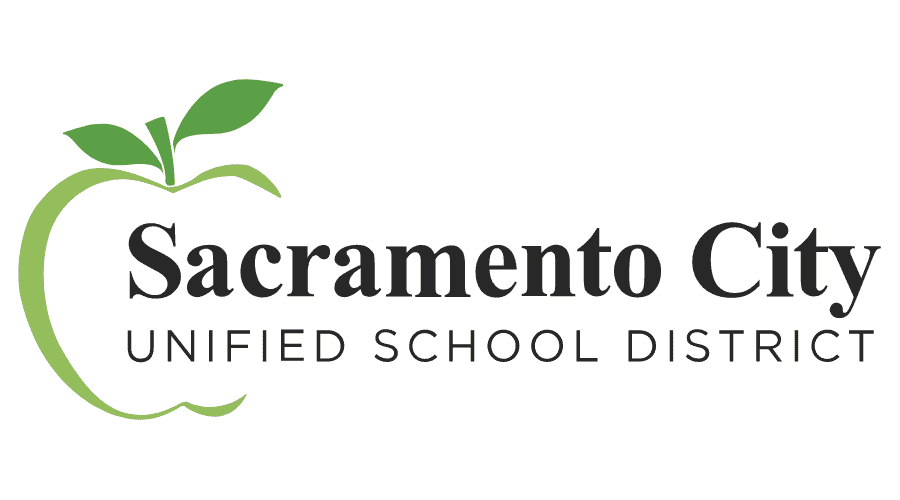 Sacramento City
UNIFIED SCHOOL DISTRICT